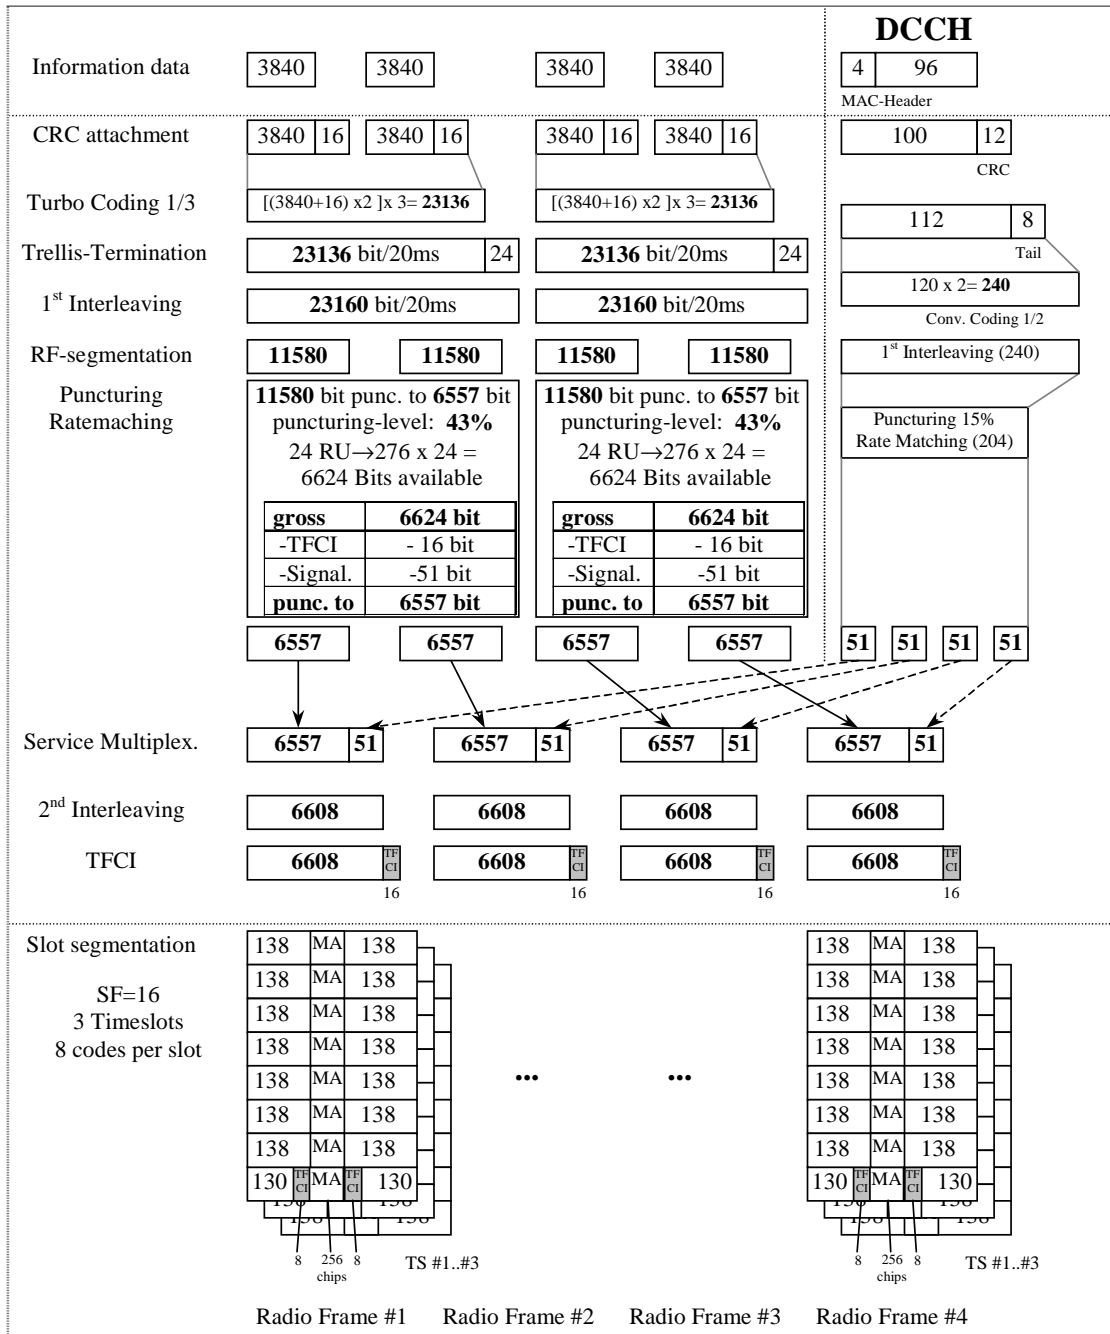 DCCH
Information data 3840 3840 3840 3840 4 96
MAC-Header
CRC attachment 3840 16 3840 16 3840 16 3840 16 100 12
CRC
Turbo Coding 1/3 [(3840+16) x2 ]x 3= 23136 [(3840+16) x2 ]x 3= 23136
112 8
Tail
Trellis-Termination 23136 bit/20ms 24 23136 bit/20ms 24
120 x 2= 240
Conv. Coding 1/2
1st Interleaving 23160 bit/20ms 23160 bit/20ms
RF-segmentation 11580 11580 11580 11580 1st Interleaving (240)
Puncturing
Ratemaching
11580 bit punc. to 6557 bit
puncturing-level: 43%
24 RU→276 x 24 =
6624 Bits available
gross 6624 bit
-TFCI - 16 bit
-Signal. -51 bit
punc. to 6557 bit
11580 bit punc. to 6557 bit
puncturing-level: 43%
24 RU→276 x 24 =
6624 Bits available
gross 6624 bit
-TFCI - 16 bit
-Signal. -51 bit
punc. to 6557 bit
Puncturing 15%
Rate Matching (204)
6557 6557 6557 6557 51 51 51 51
Service Multiplex. 6557 51 6557 51 6557 51 6557 51
2nd Interleaving 6608 6608 6608 6608
TFCI 6608 TF CI 6608 TF CI 6608 TF CI 6608 TF CI
16 16 16 16
Slot segmentation
SF=16
3 Timeslots
8 codes per slot
138 MA 138 138 MA 138
138 MA 138 138 MA 138
138 MA 138 138 MA 138
138 MA 138 138 MA 138
138 MA 138 ... ... 138 MA 138
138 MA 138 138 MA 138
138 MA 138 138 MA 138
130 TF CI MA TF CI 130 130 TF CI MA TF CI 130
138 138 138 138
138 138 138 138
8 256 chips 8 TS #1..#3 8 256 chips 8 TS #1..#3
Radio Frame #1 Radio Frame #2 Radio Frame #3 Radio Frame #4